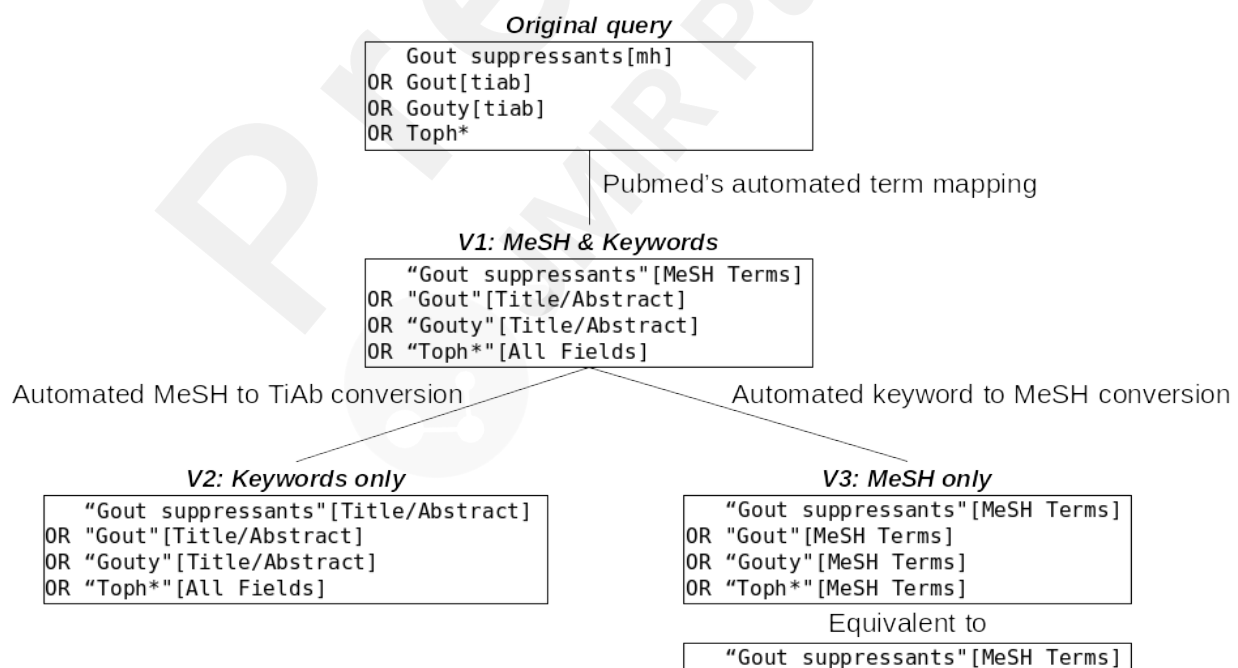 Original query
Gout suppressants[mh]
OR Gout[tiab]
OR Gouty[tiab]
OR Toph*
Pubmed’s automated term mapping
V1: MeSH & Keywords
“Gout suppressants"[MeSH Terms]
OR "Gout"[Title/Abstract]
OR “Gouty"[Title/Abstract]
OR “Toph*"[All Fields]
Automated MeSH to TiAb conversion
Automated keyword to MeSH conversion
V2: Keywords only
“Gout suppressants"[Title/Abstract]
OR "Gout"[Title/Abstract]
OR “Gouty"[Title/Abstract]
OR “Toph*"[All Fields]
V3: MeSH only
“Gout suppressants"[MeSH Terms]
OR "Gout"[MeSH Terms]
OR “Gouty"[MeSH Terms]
OR “Toph*"[MeSH Terms]
Equivalent to
“Gout suppressants"[MeSH Terms]